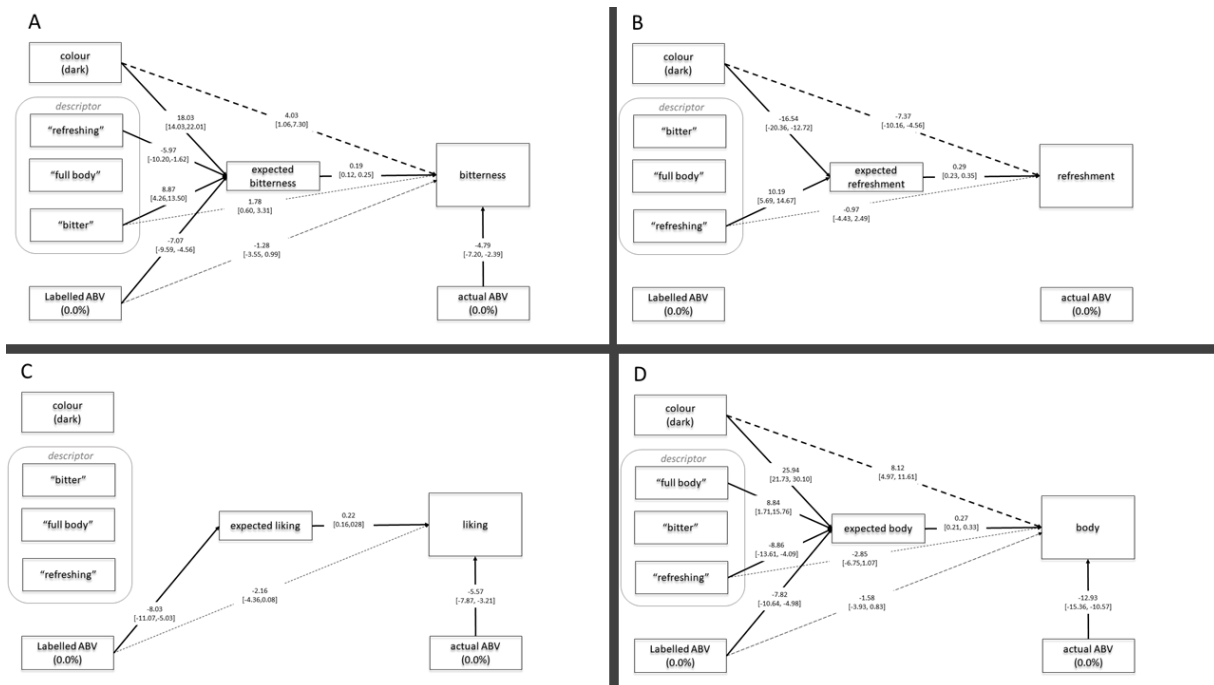 A
colour
(dark)
descriptor
"refreshing"
"full body"
"bitter"
Labelled ABV
(0.0%)
18.03
[14.03,22.01]
-5.97
[-10.20,-1.62]
8.87
[4.26,13.50]
-7.07
[-9.59, -4.56]
expected
bitterness
4.03
[1.06,7.30]
0.19
[0.12, 0.25]
1.78
[0.60, 3.31]
-1.28
[-3.55, 0.99]
bitterness
-4.79
[-7.20, -2.39]
actual ABV
(0.0%)
B
colour
(dark)
descriptor
"bitter"
"full body"
"refreshing"
Labelled ABV
(0.0%)
-16.54
[-20.36, -12.72]
10.19
[5.69, 14.67]
expected
refreshment
-7.37
[-10.16, -4.56]
0.29
[0.23, 0.35]
-0.97
[-4.43, 2.49]
refreshment
actual ABV
(0.0%)
C
colour
(dark)
descriptor
"bitter"
"full body"
"refreshing"
Labelled ABV
(0.0%)
-8.03
[-11.07,-5.03]
expected liking
0.22
[0.16,028]
-2.16
[-4.36,0.08]
liking
-5.57
[-7.87, -3.21]
actual ABV
(0.0%)
D
colour
(dark)
descriptor
"full body"
"bitter"
"refreshing"
Labelled ABV
(0.0%)
25.94
[21.73, 30.10]
8.84
[1.71,15.76]
-8.86
[-13.61, -4.09]
-7.82
[-10.64, -4.98]
expected body
8.12
[4.97, 11.61]
0.27
[0.21, 0.33]
-2.85
[-6.75,1.07]
-1.58
[-3.93, 0.83]
body
-12.93
[-15.36, -10.57]
actual ABV
(0.0%)